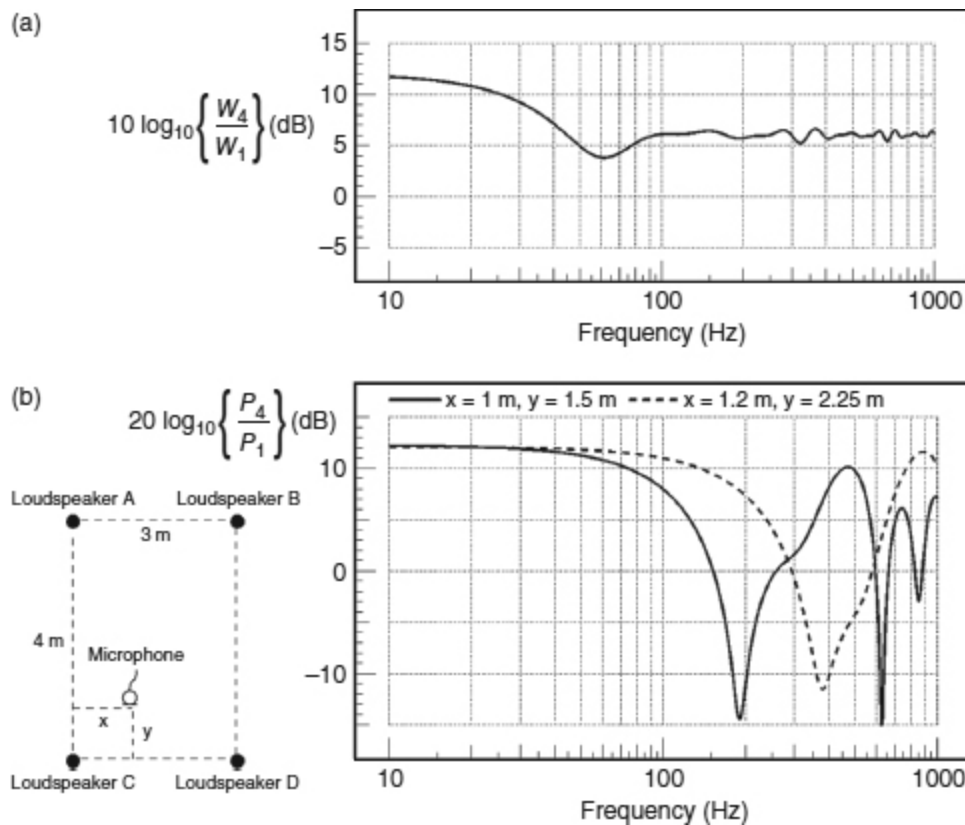 (a)
10 log10{W4/W1}(dB)
15
10
5
0
–5
10
100
1000
Frequency (Hz)
(b)
20 log10{P4/P1}(dB)
x = 1 m, y = 1.5 m
x = 1.2 m, y = 2.25 m
10
0
–10
10
100
1000
Frequency (Hz)
Loudspeaker A
Loudspeaker B
3 m
4 m
Microphone
x
y
Loudspeaker C
Loudspeaker D